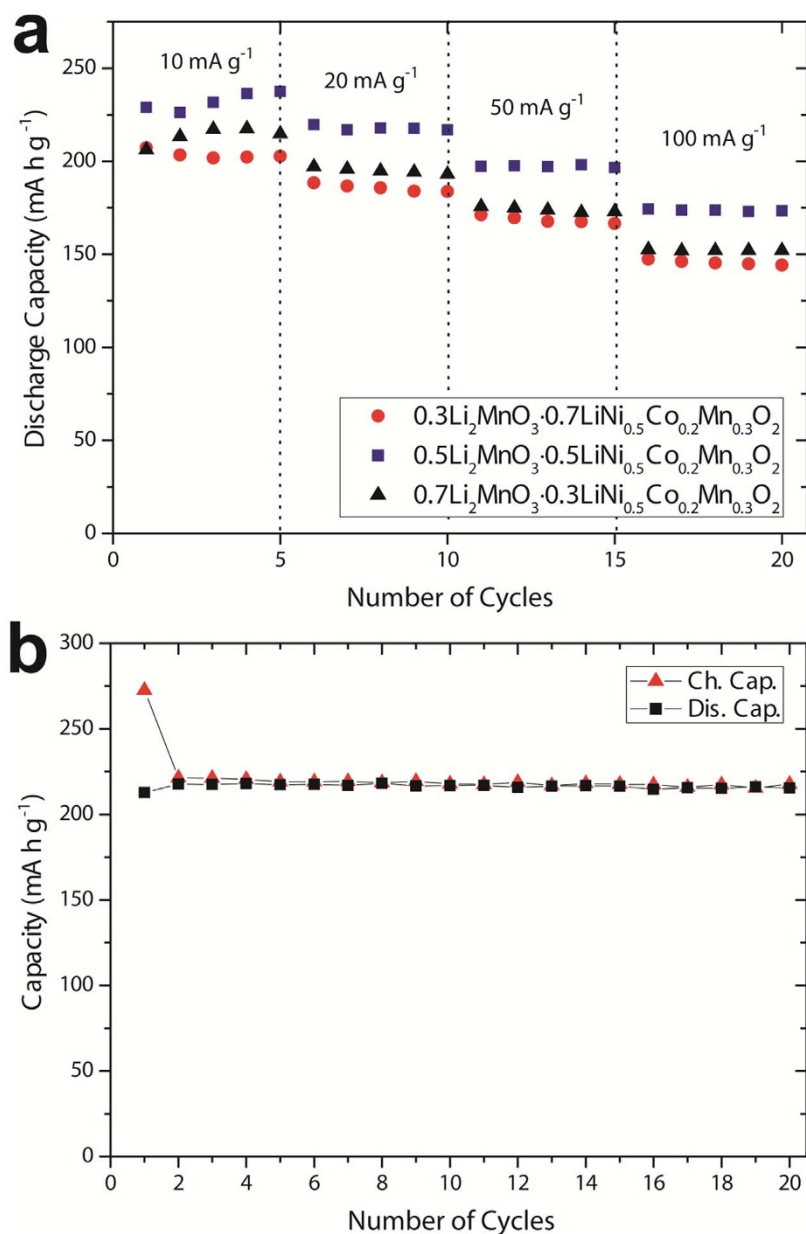 a
250
200
150
100
50
0
Discharge Capacity (mA h g⁻¹)
10 mA g⁻¹
20 mA g⁻¹
50 mA g⁻¹
100 mA g⁻¹
0.3Li₂MnO₃·0.7LiNi₀.₅Co₀.₂Mn₀.₃O₂
0.5Li₂MnO₃·0.5LiNi₀.₅Co₀.₂Mn₀.₃O₂
0.7Li₂MnO₃·0.3LiNi₀.₅Co₀.₂Mn₀.₃O₂
0 5 10 15 20
Number of Cycles
b
300
250
200
150
100
50
0
Capacity (mA h g⁻¹)
Ch. Cap.
Dis. Cap.
0 2 4 6 8 10 12 14 16 18 20
Number of Cycles